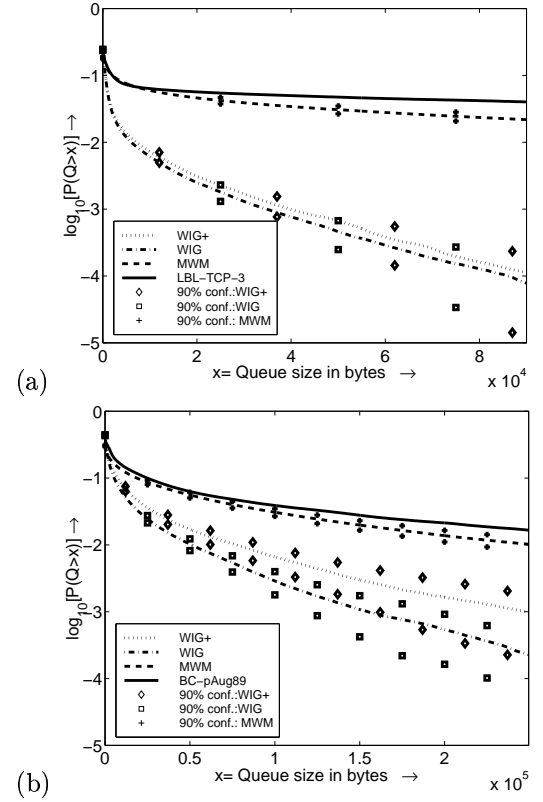 0
−1
−2
−3
−4
−5
log10[P(Q>x)] →
WIG+
WIG
MWM
LBL−TCP−3
90% conf.:WIG+
90% conf.:WIG
90% conf.: MWM
0 2 4 6 8
x= Queue size in bytes →
x 10^4
(a)
0
−1
−2
−3
−4
−5
log10[P(Q>x)] →
WIG+
WIG
MWM
BC−pAug89
90% conf.:WIG+
90% conf.:WIG
90% conf.: MWM
0 0.5 1 1.5 2
x= Queue size in bytes →
x 10^5
(b)